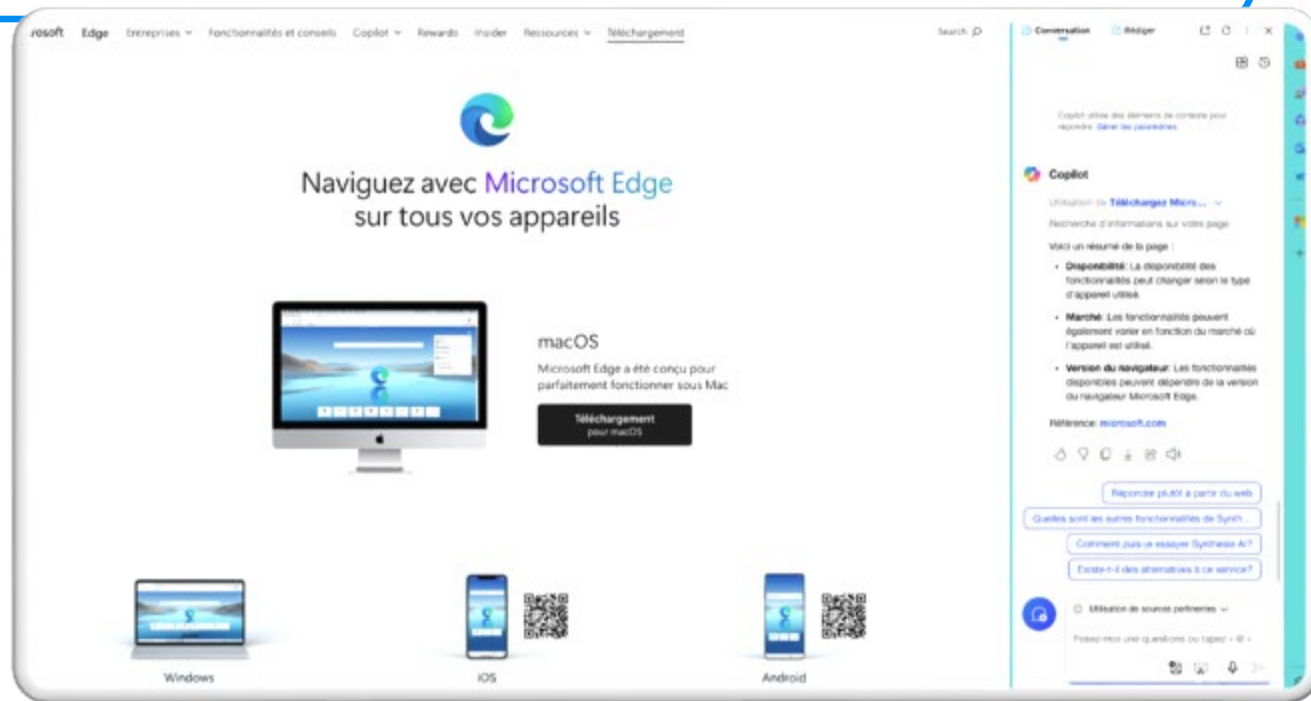 rosoft Edge Entreprises Fonctionnalités et conseils Copilot Rewards Insider Ressources Téléchargement Search
Naviguez avec Microsoft Edge
sur tous vos appareils
macOS
Microsoft Edge a été conçu pour
parfaitement fonctionner sous Mac
Téléchargement
pour macOS
Windows
iOS
Android
Conversation Rédiger
Copilot utilise des éléments de contexte pour
répondre. Gérer les paramètres
Copilot
Utilisation de Téléchargez Micro...
Recherche d'informations sur votre page
Voici un résumé de la page :
• Disponibilité: La disponibilité des
fonctionnalités peut changer selon le type
d'appareil utilisé.
• Marché: Les fonctionnalités peuvent
également varier en fonction du marché où
l'appareil est utilisé.
• Version du navigateur: Les fonctionnalités
disponibles peuvent dépendre de la version
du navigateur Microsoft Edge.
Référence: microsoft.com
Répondre plutôt à partir du web
Quelles sont les autres fonctionnalités de Synth...
Comment puis-je essayer Synthesia AI?
Existe-t-il des alternatives à ce service?
Utilisation de sources pertinentes
Posez-moi une questions ou tapez « @ »